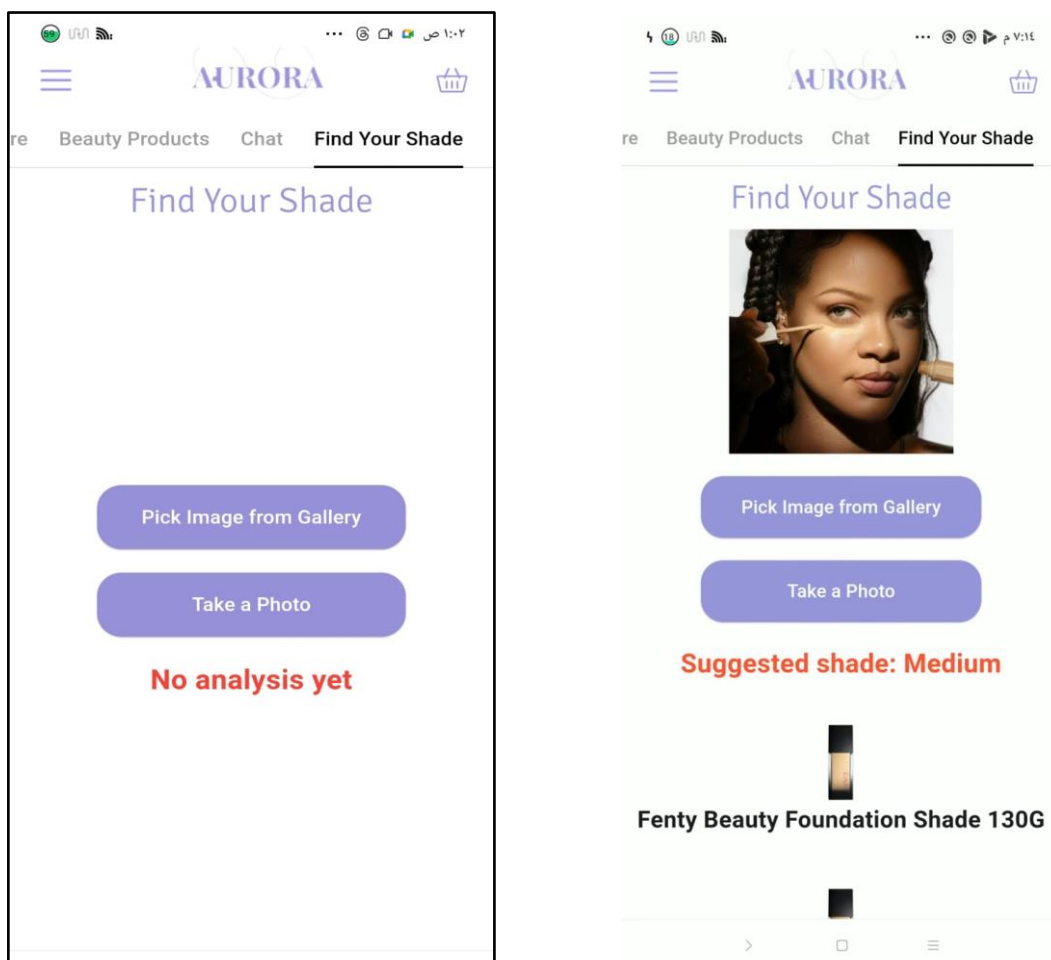 59 ١:٠٢ ص
AURORA
re Beauty Products Chat Find Your Shade
Find Your Shade
Pick Image from Gallery
Take a Photo
No analysis yet
18 ٧:١٤ م
AURORA
re Beauty Products Chat Find Your Shade
Find Your Shade
Pick Image from Gallery
Take a Photo
Suggested shade: Medium
Fenty Beauty Foundation Shade 130G